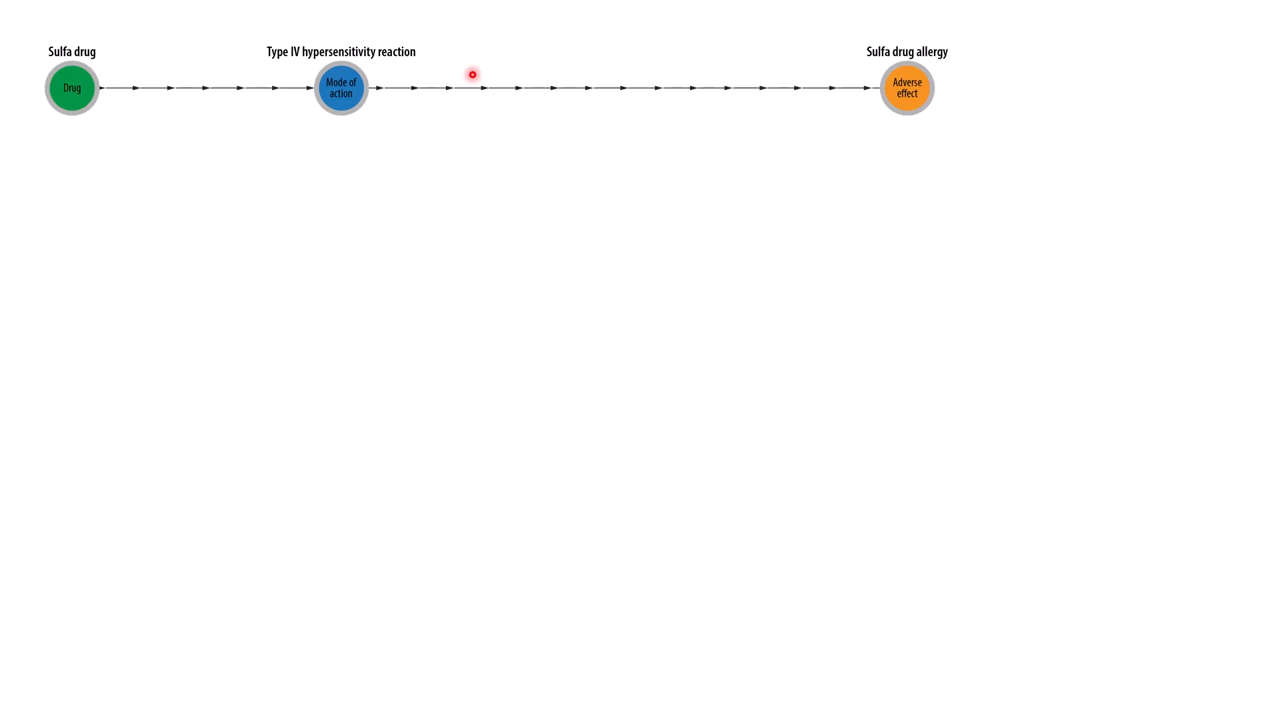 Sulfa drug
Type IV hypersensitivity reaction
Sulfa drug allergy
Drug
Mode of
action
Adverse
effect